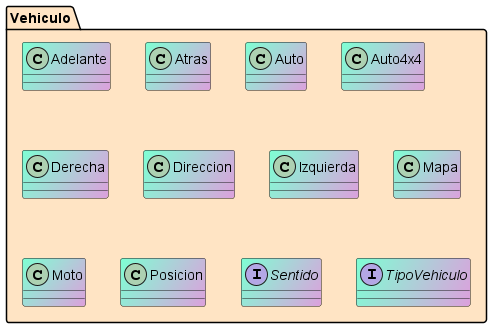 Vehiculo
C Adelante
C Atras
C Auto
C Auto4x4
C Derecha
C Direccion
C Izquierda
C Mapa
C Moto
C Posicion
I Sentido
I TipoVehiculo